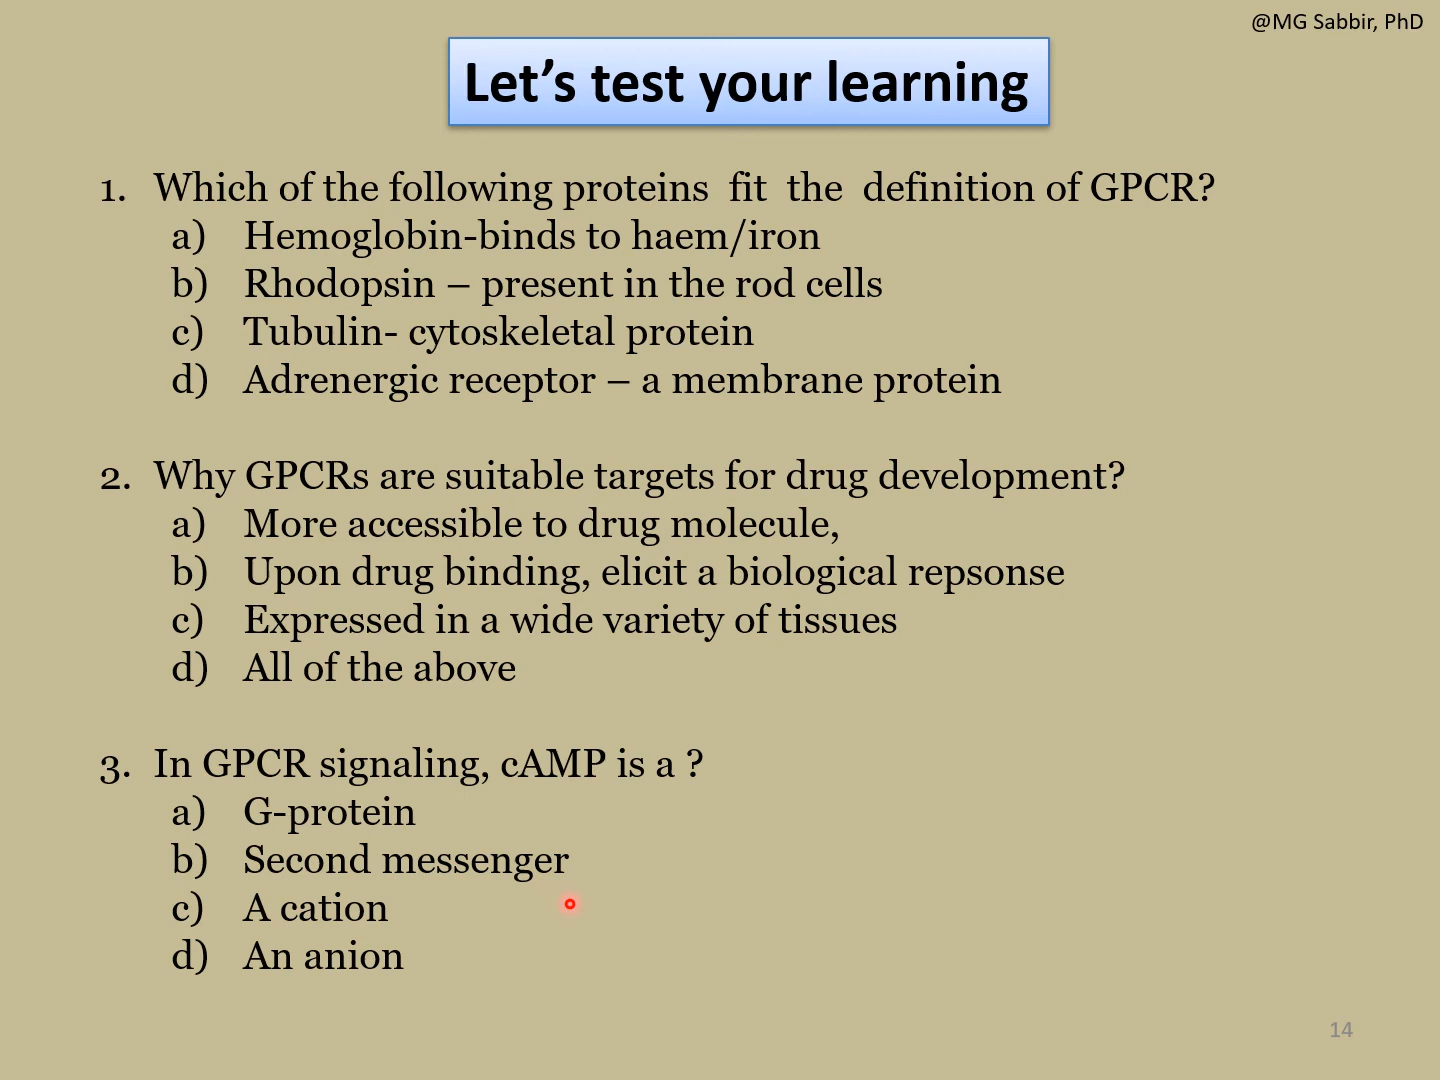 @MG Sabbir, PhD
Let’s test your learning
1. Which of the following proteins fit the definition of GPCR?
a) Hemoglobin-binds to haem/iron
b) Rhodopsin – present in the rod cells
c) Tubulin- cytoskeletal protein
d) Adrenergic receptor – a membrane protein
2. Why GPCRs are suitable targets for drug development?
a) More accessible to drug molecule,
b) Upon drug binding, elicit a biological repsonse
c) Expressed in a wide variety of tissues
d) All of the above
3. In GPCR signaling, cAMP is a ?
a) G-protein
b) Second messenger
c) A cation
d) An anion
14